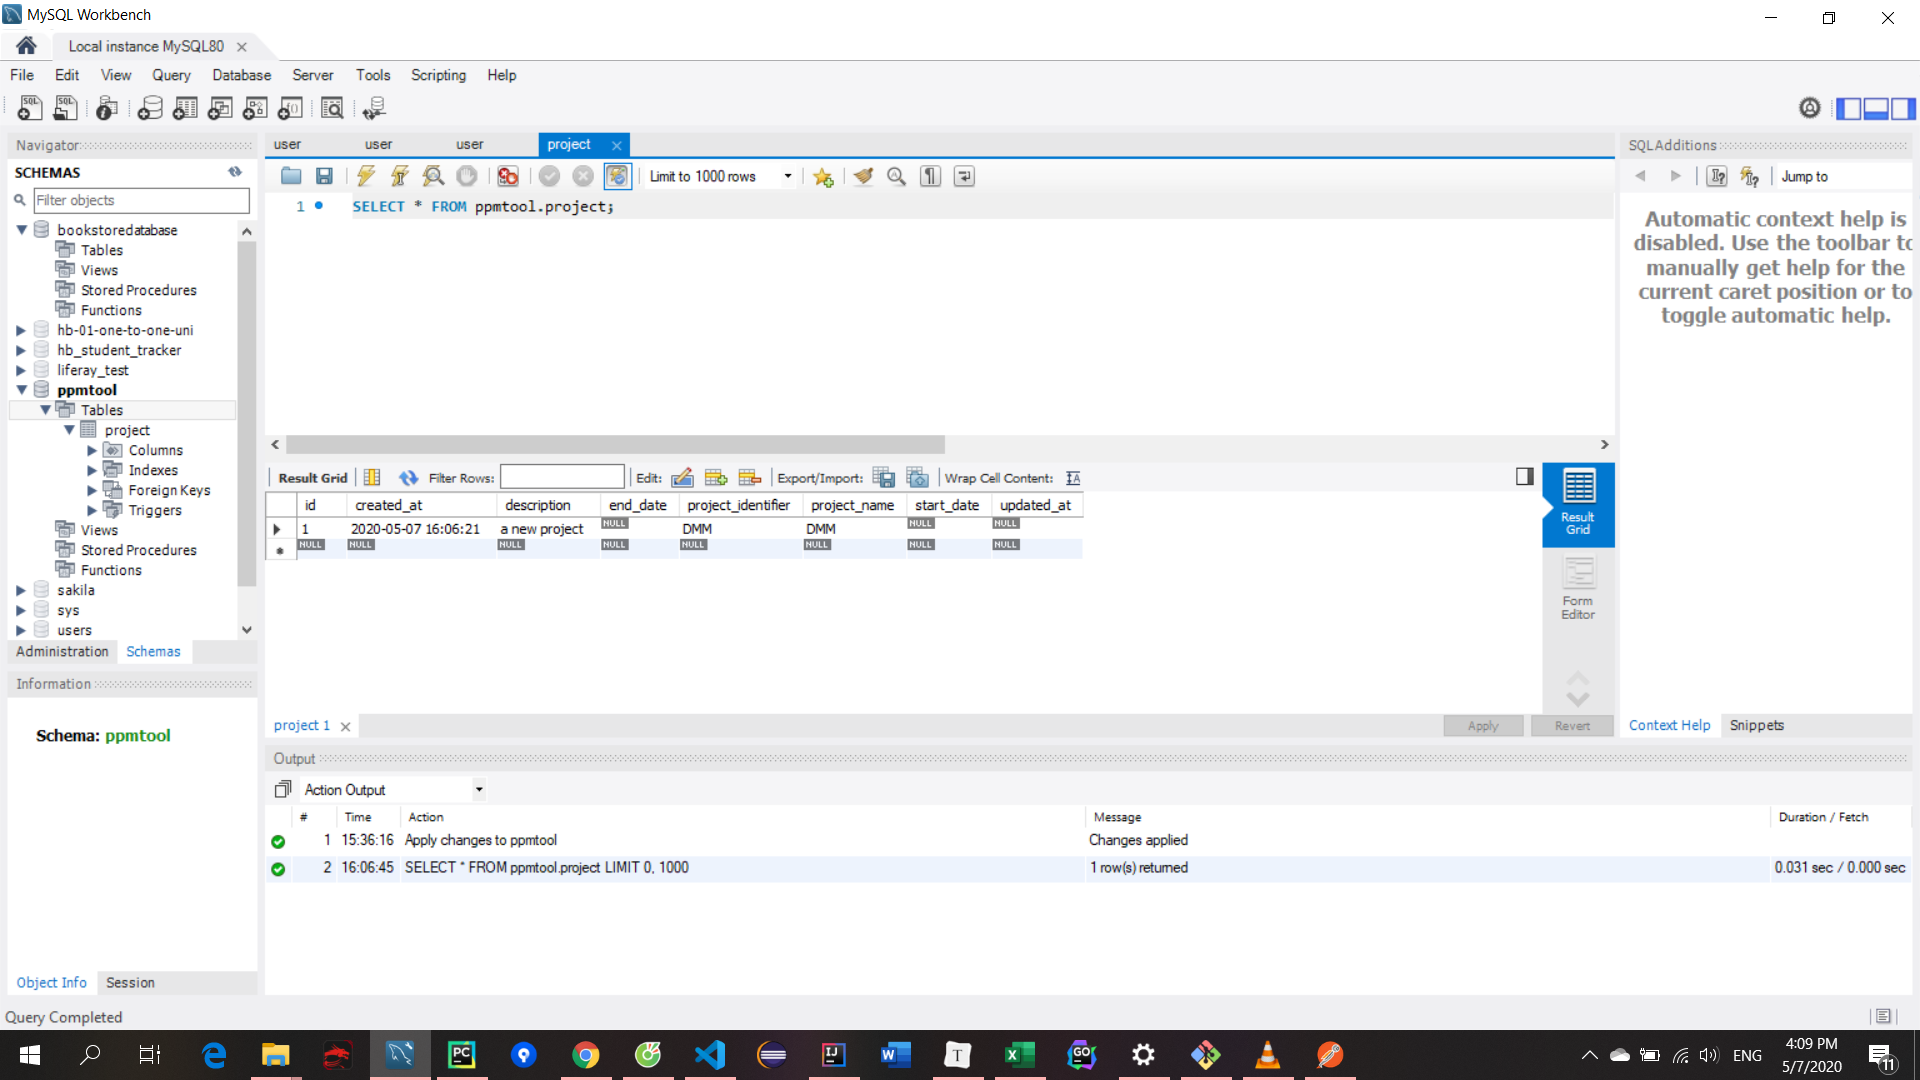 MySQL Workbench
Local instance MySQL80
File Edit View Query Database Server Tools Scripting Help
Navigator
SCHEMAS
Filter objects
bookstoredatabase
Tables
Views
Stored Procedures
Functions
hb-01-one-to-one-uni
hb_student_tracker
liferay_test
ppmtool
Tables
project
Columns
Indexes
Foreign Keys
Triggers
Views
Stored Procedures
Functions
sakila
sys
users
Administration Schemas
Information
Schema: ppmtool
Object Info Session
user user user project
Limit to 1000 rows
1 SELECT * FROM ppmtool.project;
Result Grid Filter Rows: Edit: Export/Import: Wrap Cell Content:
id created_at description end_date project_identifier project_name start_date updated_at
1 2020-05-07 16:06:21 a new project NULL DMM DMM NULL NULL
NULL NULL NULL NULL NULL NULL NULL NULL
Result
Grid
Form
Editor
project 1
Apply Revert
SQLAdditions
Jump to
Automatic context help is
disabled. Use the toolbar to
manually get help for the
current caret position or to
toggle automatic help.
Context Help Snippets
Output
Action Output
# Time Action Message Duration / Fetch
1 15:36:16 Apply changes to ppmtool Changes applied
2 16:06:45 SELECT * FROM ppmtool.project LIMIT 0, 1000 1 row(s) returned 0.031 sec / 0.000 sec
Query Completed
ENG
4:09 PM
5/7/2020
11